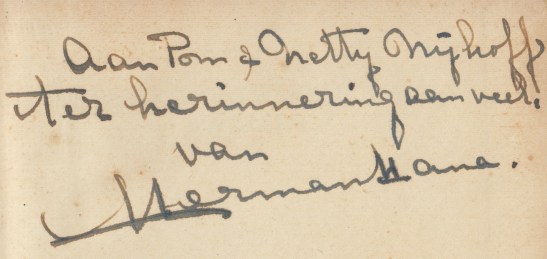 Aan Pom & Netty Nijhoff
ter herinnering aan veel.
van
Herman Hana.